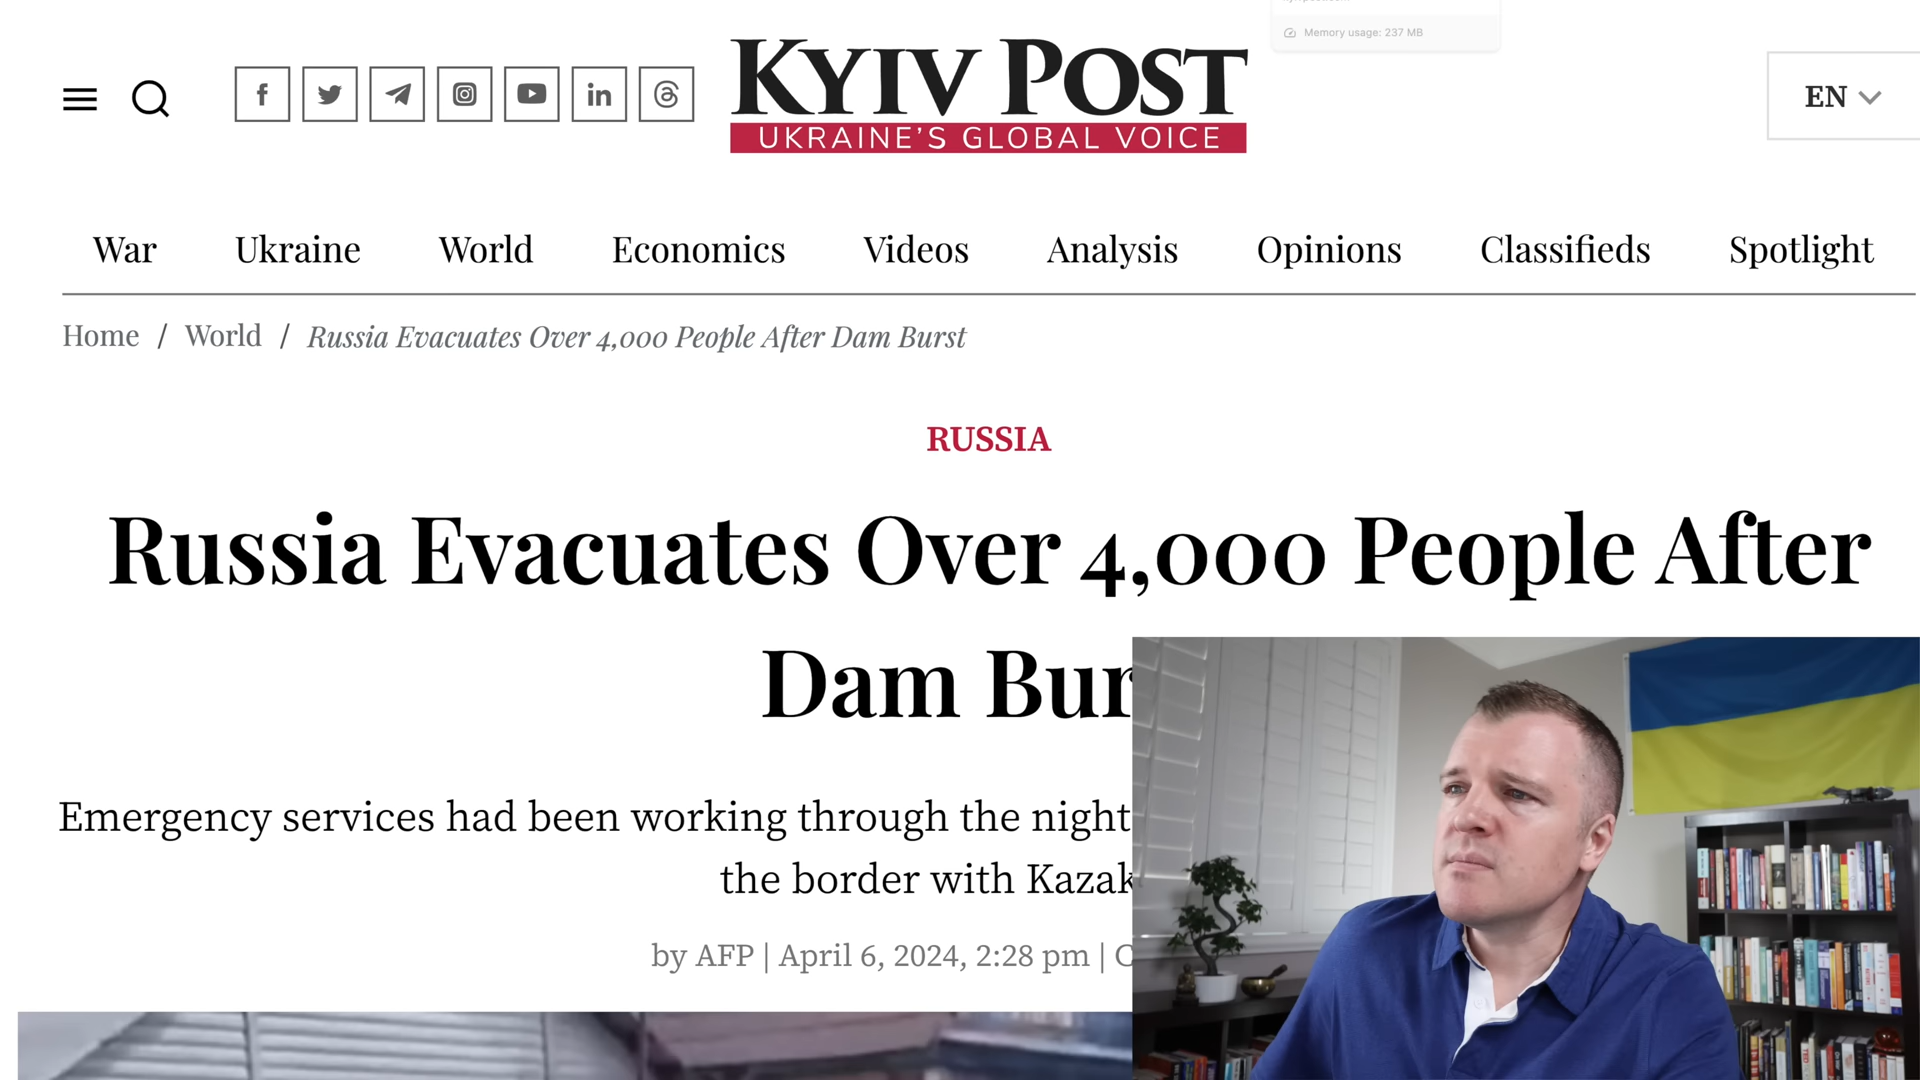 Memory usage: 237 MB
KYIV POST
UKRAINE'S GLOBAL VOICE
EN
War Ukraine World Economics Videos Analysis Opinions Classifieds Spotlight
Home / World / Russia Evacuates Over 4,000 People After Dam Burst
RUSSIA
Russia Evacuates Over 4,000 People After
Dam Bur
Emergency services had been working through the night
the border with Kazak
by AFP | April 6, 2024, 2:28 pm |